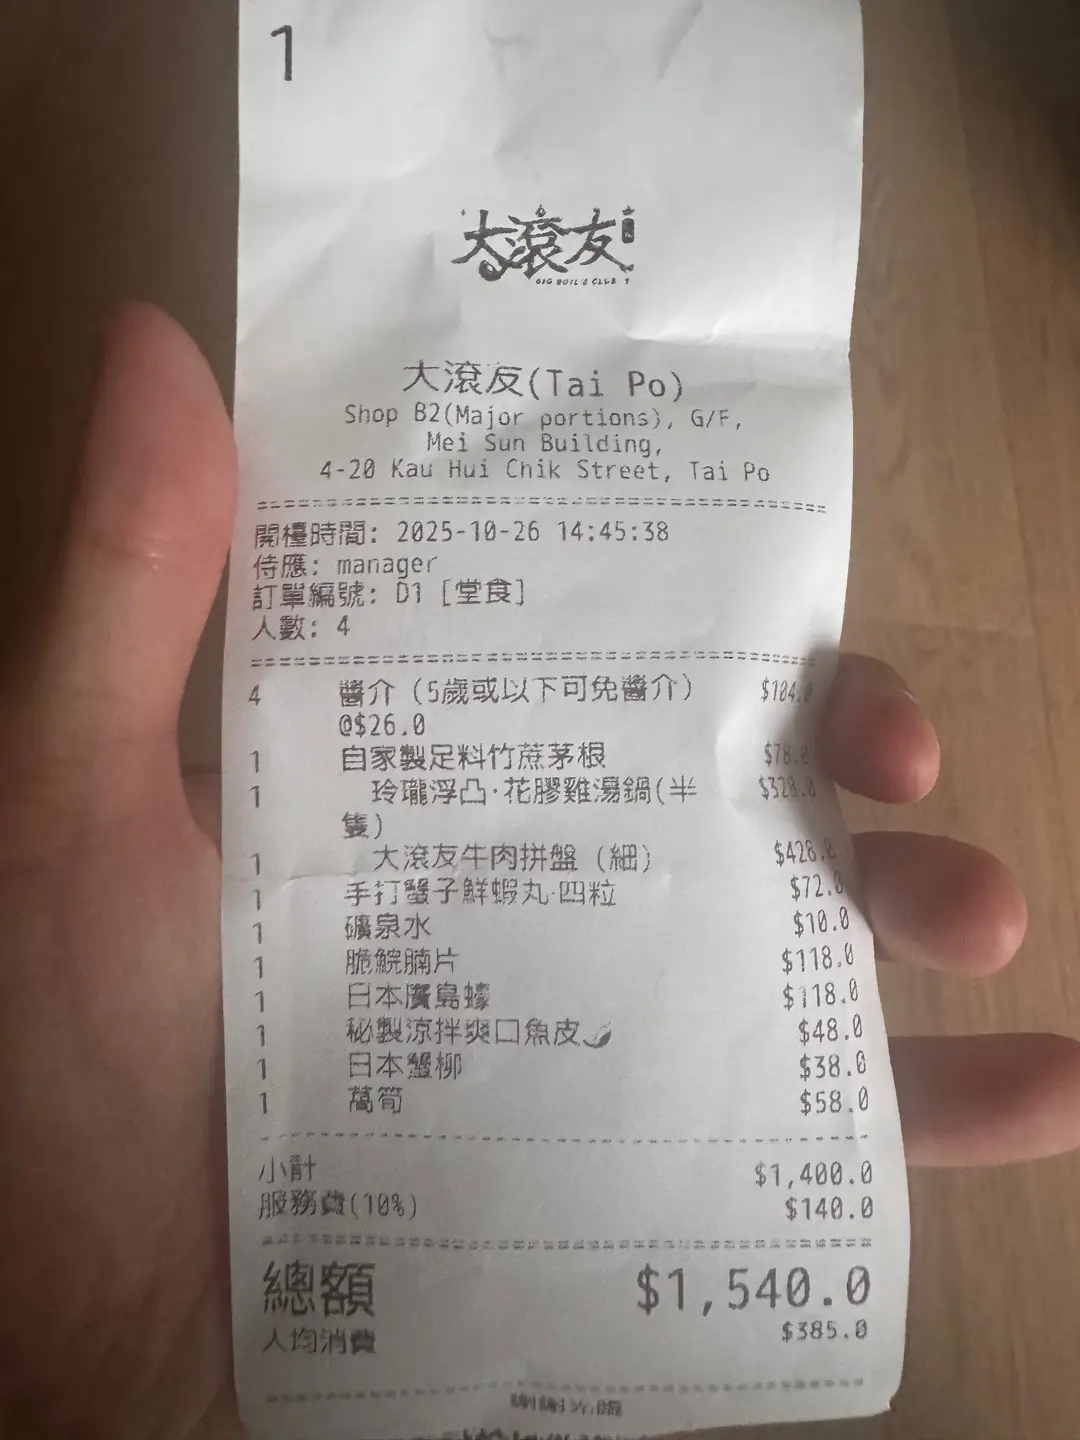 1
大滾友
BIG BOIL'E CLUB
大滾友(Tai Po)
Shop B2(Major portions), G/F,
Mei Sun Building,
4-20 Kau Hui Chik Street, Tai Po
開檯時間: 2025-10-26 14:45:38
侍應: manager
訂單編號: D1 [堂食]
人數: 4
4 醬介 (5歲或以下可免醬介) $104.0
@$26.0
1 自家製足料竹蔗茅根 $78.0
1 玲瓏浮凸·花膠雞湯鍋(半 $328.0
隻)
1 大滾友牛肉拼盤 (細) $428.0
1 手打蟹子鮮蝦丸·四粒 $72.0
1 礦泉水 $10.0
1 脆鯇腩片 $118.0
1 日本廣島蠔 $118.0
1 秘製涼拌爽口魚皮🌶 $48.0
1 日本蟹柳 $38.0
1 萵筍 $58.0
小計 $1,400.0
服務費(10%) $140.0
總額 $1,540.0
人均消費 $385.0